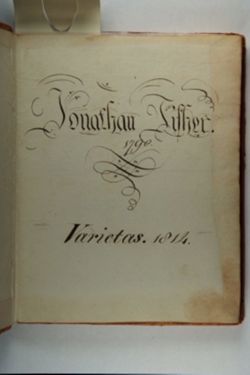 Jonathan Fisher.
1790.
Varietas. 1814.